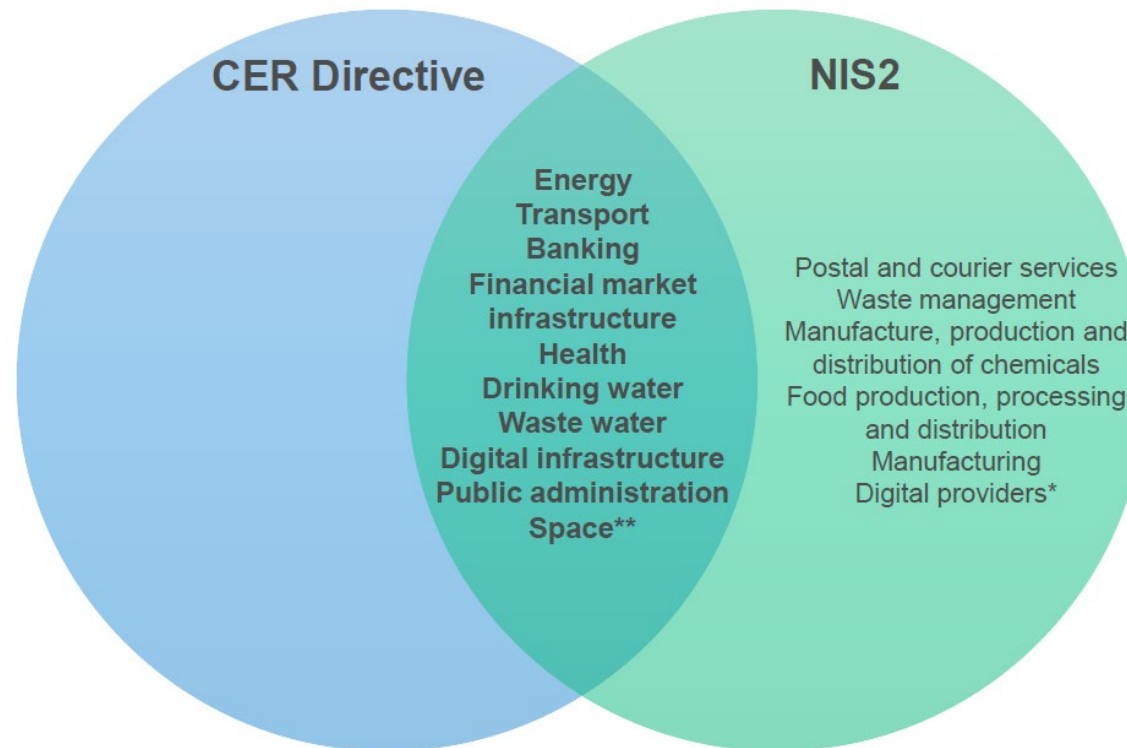 CER Directive
NIS2
Energy
Transport
Banking
Financial market
infrastructure
Health
Drinking water
Waste water
Digital infrastructure
Public administration
Space**
Postal and courier services
Waste management
Manufacture, production and
distribution of chemicals
Food production, processing
and distribution
Manufacturing
Digital providers*